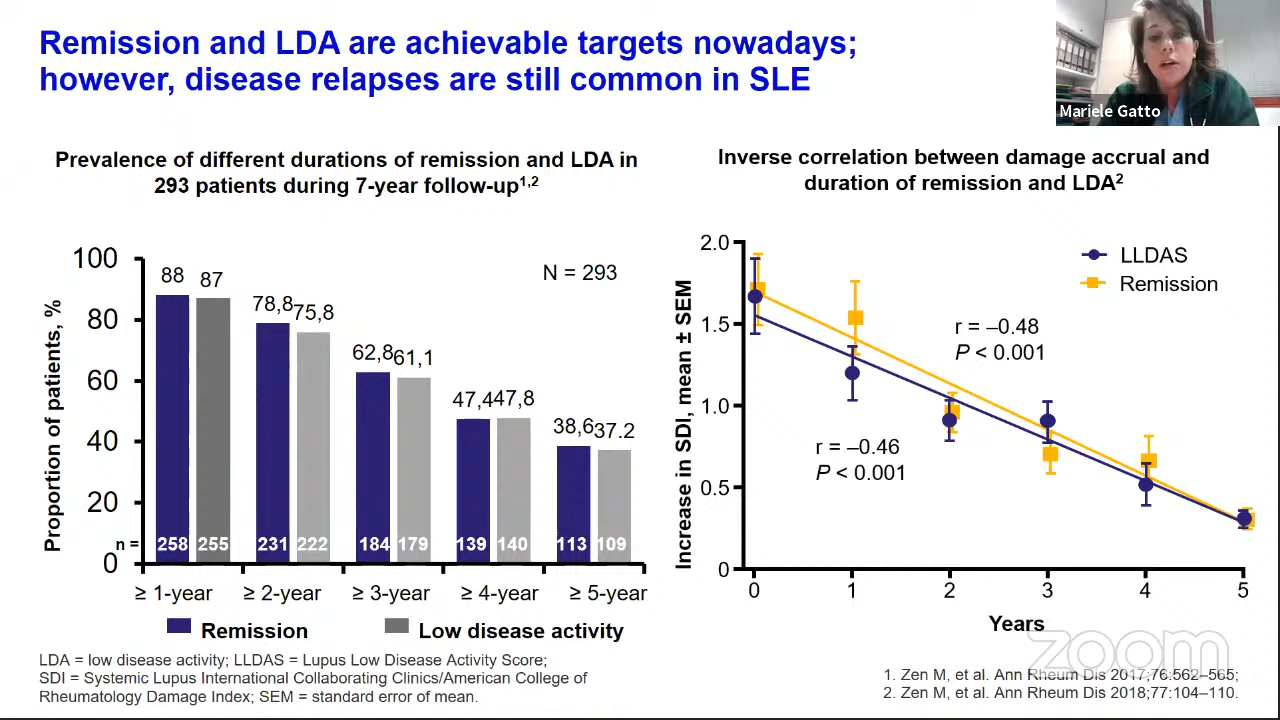 Remission and LDA are achievable targets nowadays;
however, disease relapses are still common in SLE
Mariele Gatto
Prevalence of different durations of remission and LDA in
293 patients during 7-year follow-up1,2
N = 293
Proportion of patients, %
100
80
60
40
20
0
88
87
78,8
75,8
62,8
61,1
47,4
47,8
38,6
37.2
n =
258
255
231
222
184
179
139
140
113
109
≥ 1-year
≥ 2-year
≥ 3-year
≥ 4-year
≥ 5-year
Remission
Low disease activity
Inverse correlation between damage accrual and
duration of remission and LDA2
Increase in SDI, mean ± SEM
2.0
1.5
1.0
0.5
0
LLDAS
Remission
r = –0.48
P < 0.001
r = –0.46
P < 0.001
0
1
2
3
4
5
Years
zoom
LDA = low disease activity; LLDAS = Lupus Low Disease Activity Score;
SDI = Systemic Lupus International Collaborating Clinics/American College of
Rheumatology Damage Index; SEM = standard error of mean.
1. Zen M, et al. Ann Rheum Dis 2017;76:562–565;
2. Zen M, et al. Ann Rheum Dis 2018;77:104–110.